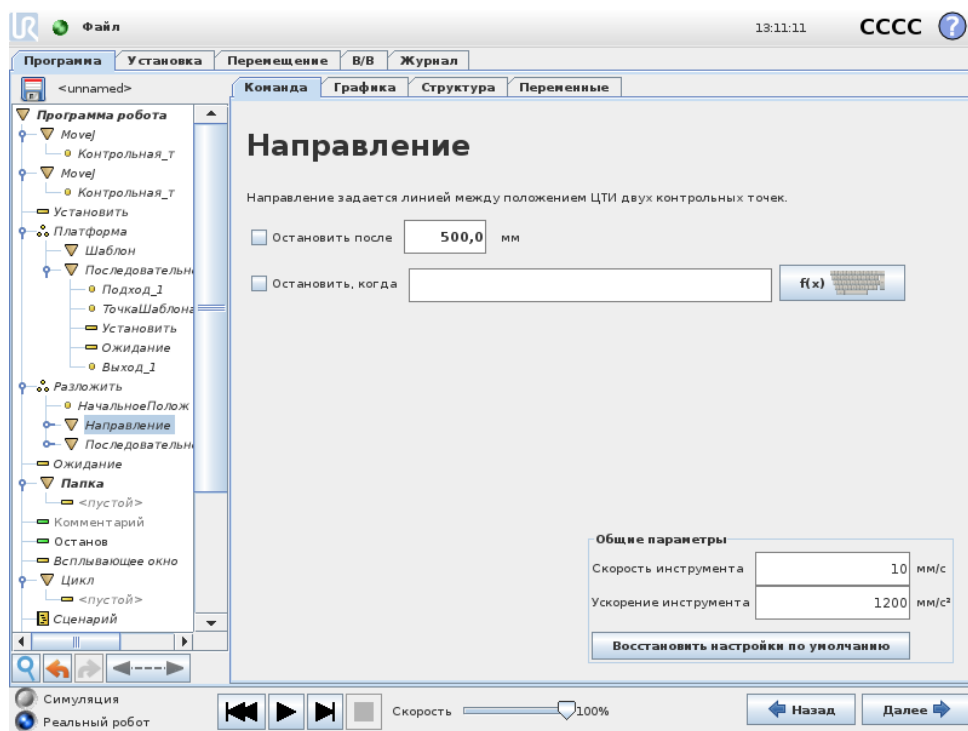 UR Файл 13:11:11 CCCC ?
Программа Установка Перемещение В/В Журнал
<unnamed>
Команда Графика Структура Переменные
Программа робота
MoveJ
Контрольная_т
MoveJ
Контрольная_т
Установить
Платформа
Шаблон
Последовательн
Подход_1
ТочкаШаблона
Установить
Ожидание
Выход_1
Разложить
НачальноеПолож
Направление
Последовательн
Ожидание
Папка
<пустой>
Комментарий
Останов
Всплывающее окно
Цикл
<пустой>
Сценарий
Направление
Направление задается линией между положением ЦТИ двух контрольных точек.
Остановить после 500,0 мм
Остановить, когда f(x)
Общие параметры
Скорость инструмента 10 мм/с
Ускорение инструмента 1200 мм/с²
Восстановить настройки по умолчанию
Симуляция
Реальный робот
Скорость 100%
Назад Далее